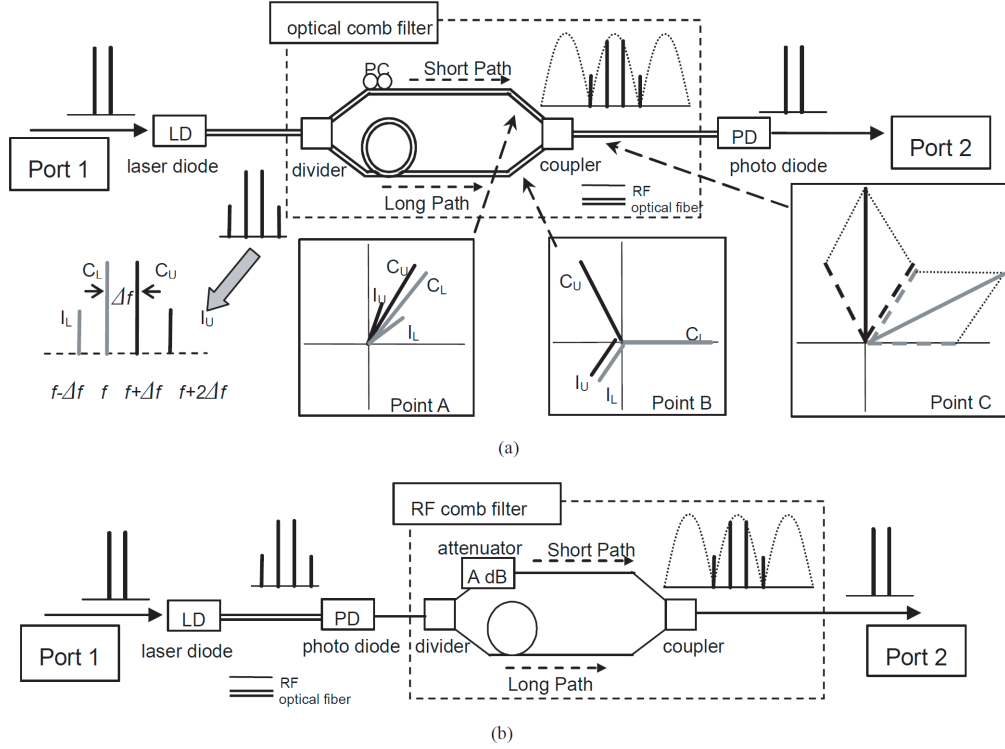 optical comb filter
PC
Short Path
LD
PD
Port 1
laser diode
divider
coupler
photo diode
Port 2
Long Path
RF
optical fiber
C_L
C_U
Δf
I_L
I_U
f-Δf f f+Δf f+2Δf
C_U
I_U
C_L
I_L
Point A
C_U
C_L
I_U
I_L
Point B
Point C
(a)
RF comb filter
attenuator
Short Path
A dB
LD
PD
Port 1
laser diode
photo diode
divider
coupler
Port 2
Long Path
RF
optical fiber
(b)